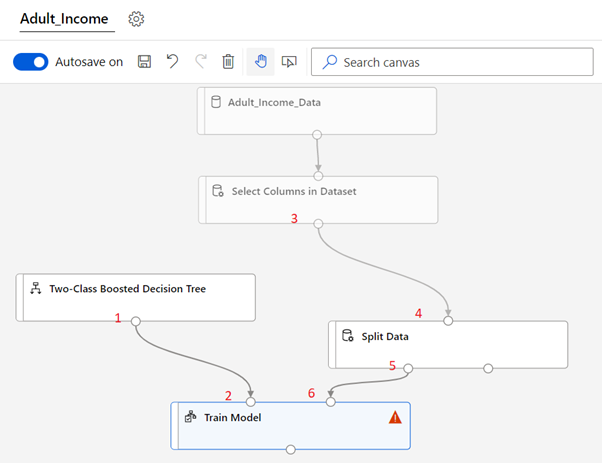 Adult_Income
Autosave on
Search canvas
Adult_Income_Data
Select Columns in Dataset
3
Two-Class Boosted Decision Tree
1
4
Split Data
5
2
6
Train Model